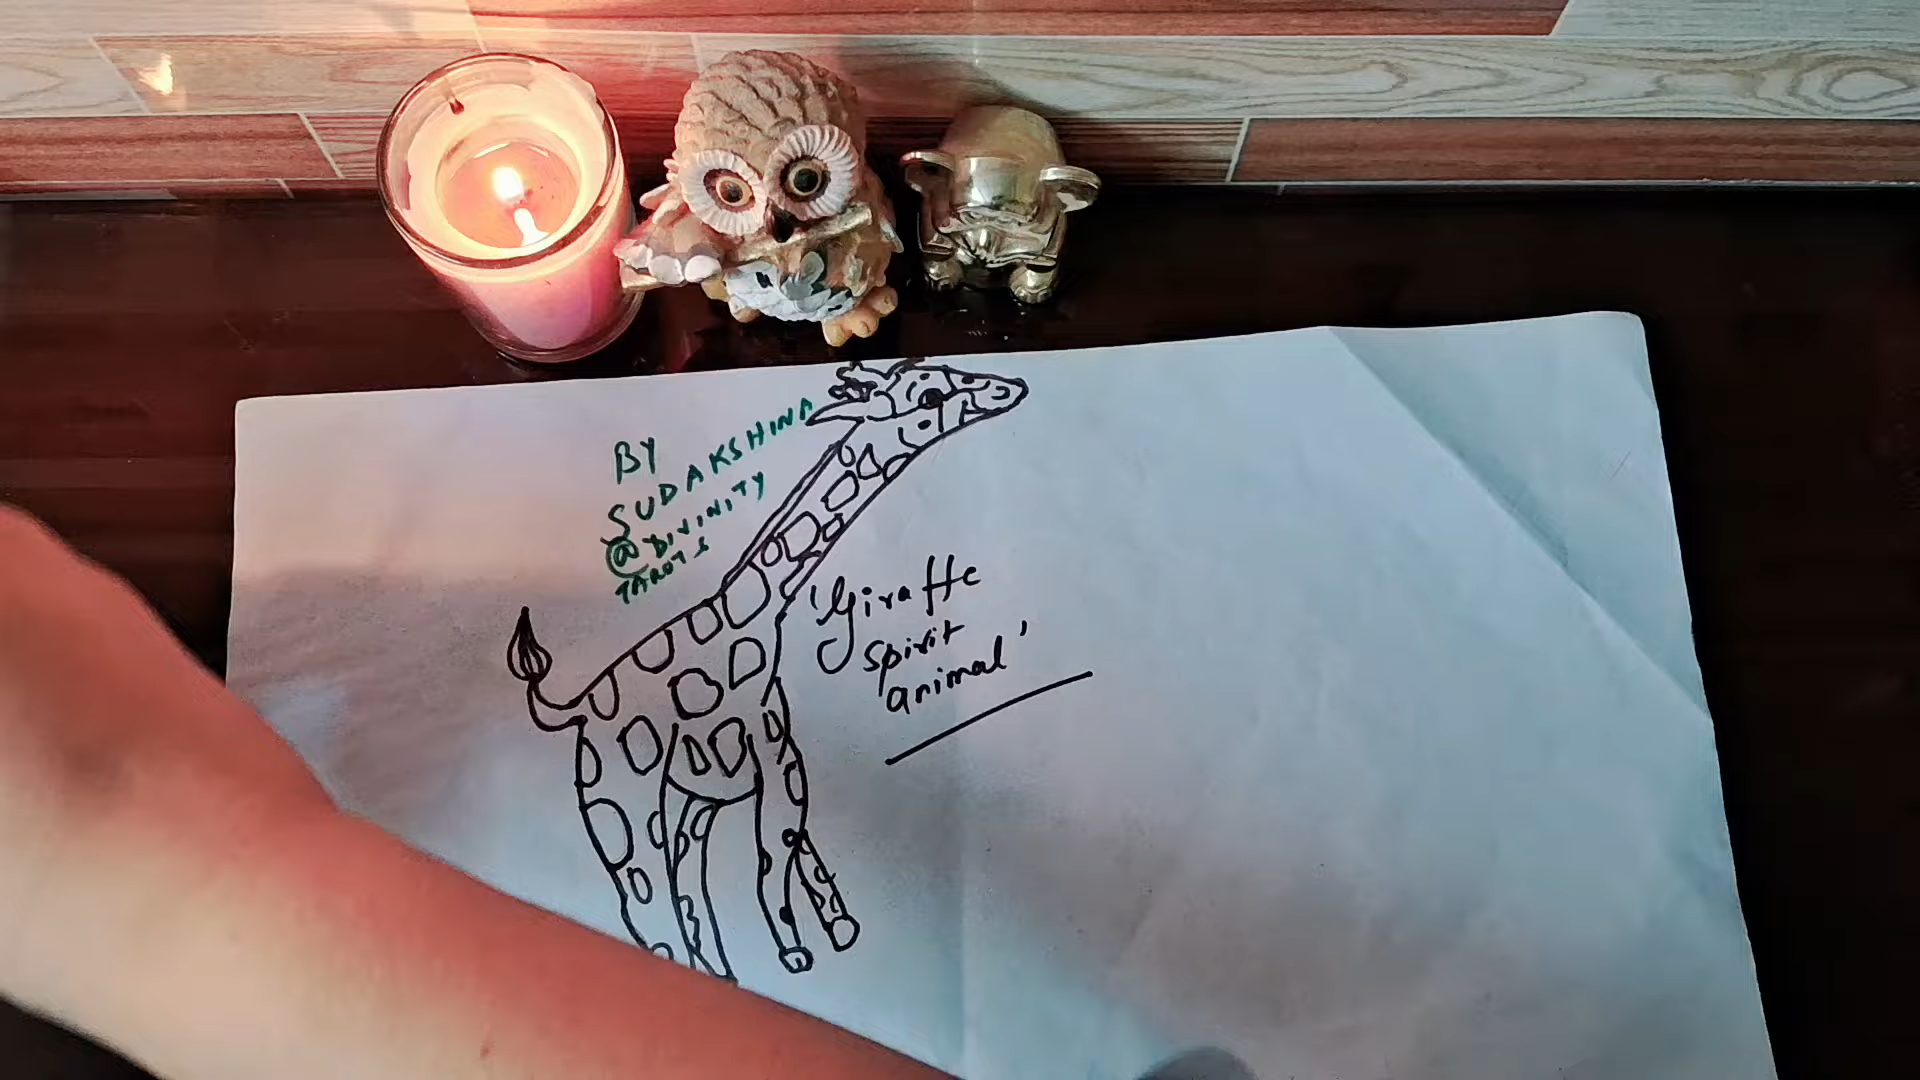 BY
SUDAKSHINA
@DIVINITY
TAROTS
'Giraffe
spirit
animal'